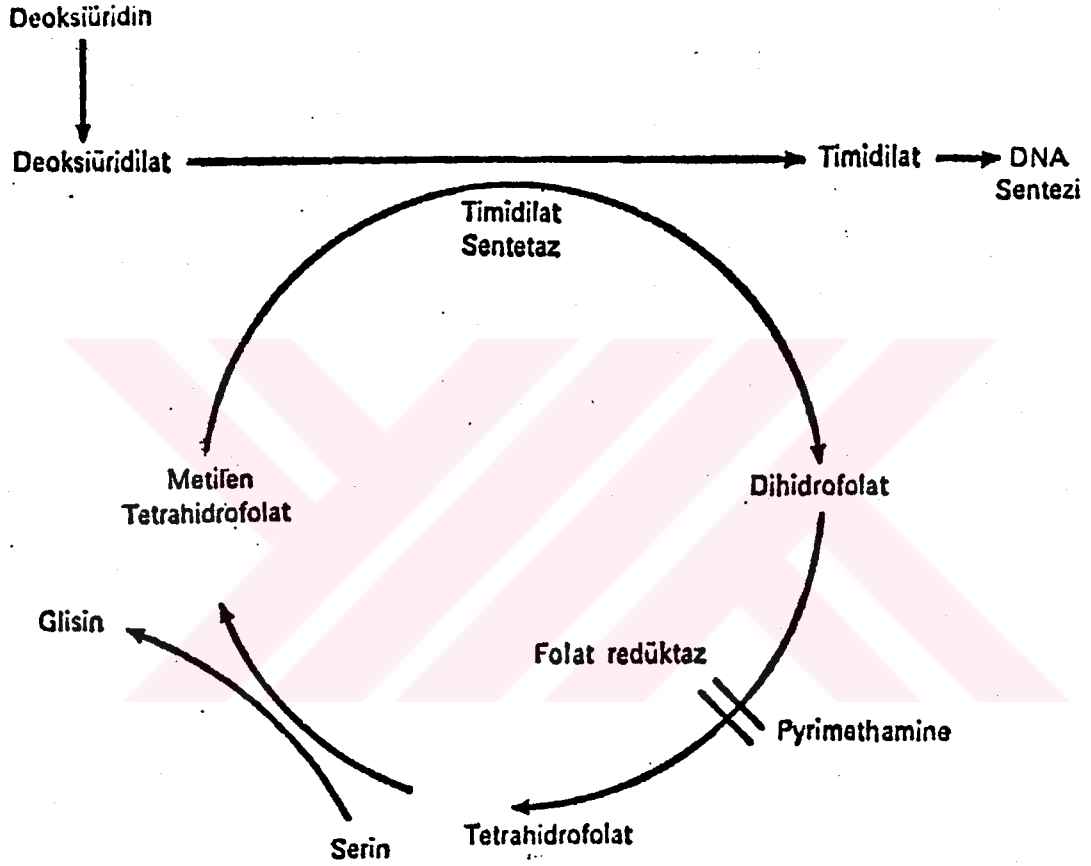 Deoksiüridin
Deoksiüridilat
Timidilat
DNA
Sentezi
Timidilat
Sentetaz
Metilen
Tetrahidrofolat
Dihidrofolat
Glisin
Folat redüktaz
Pyrimethamine
Tetrahidrofolat
Serin